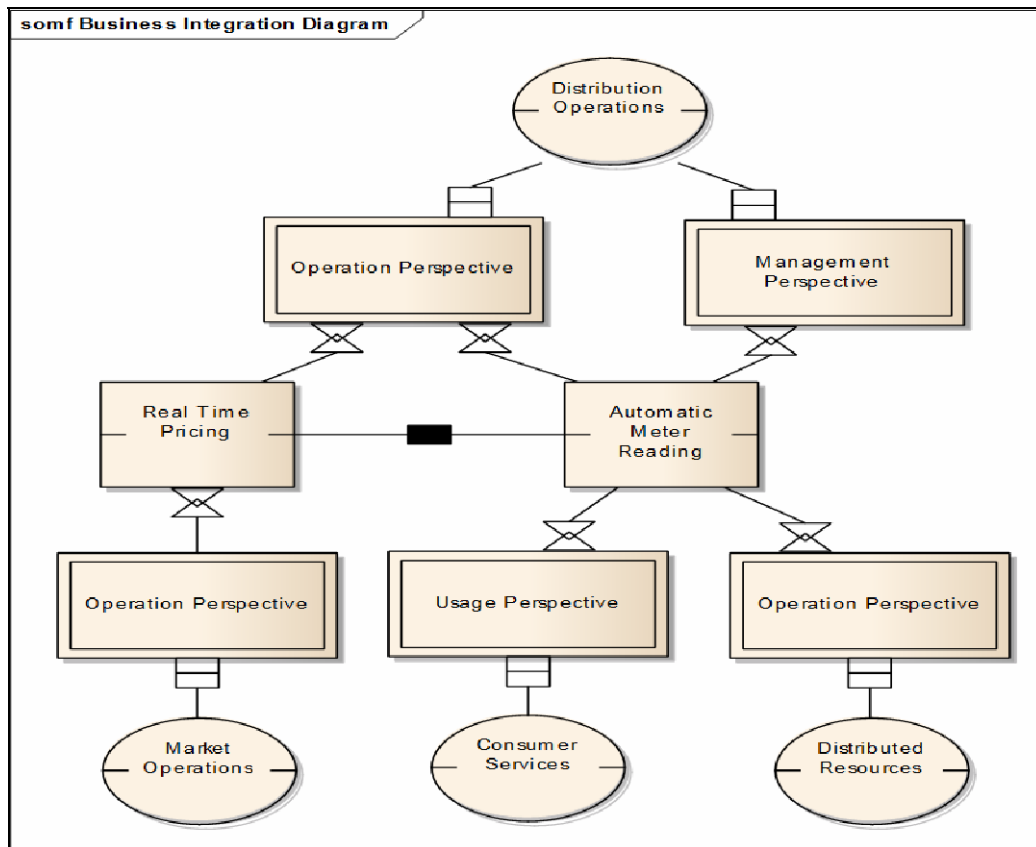 somf Business Integration Diagram
Distribution
Operations
Operation Perspective
Management
Perspective
Real Time
Pricing
Automatic
Meter
Reading
Operation Perspective
Usage Perspective
Operation Perspective
Market
Operations
Consumer
Services
Distributed
Resources